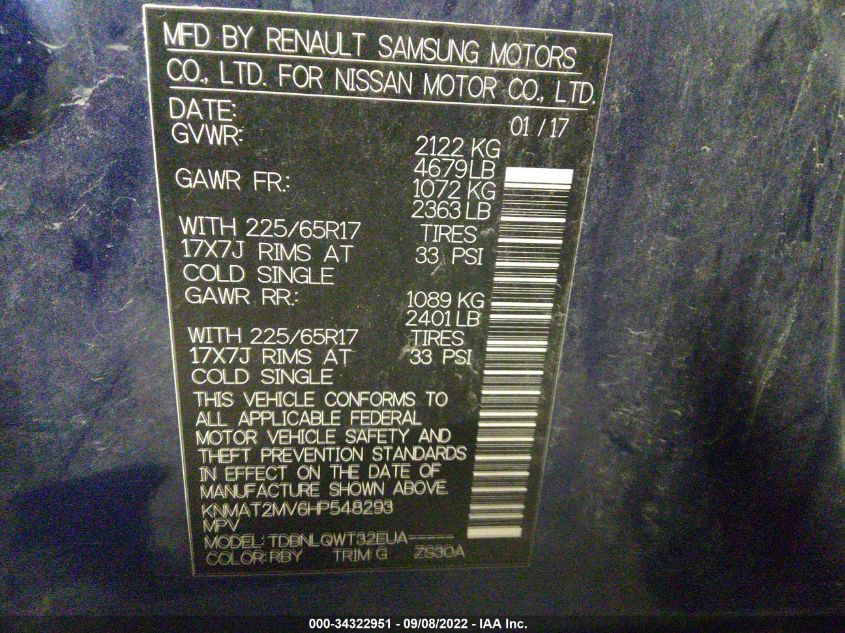 MFD BY RENAULT SAMSUNG MOTORS
CO., LTD. FOR NISSAN MOTOR CO., LTD.
DATE: 01 / 17
GVWR: 2122 KG
4679 LB
GAWR FR.: 1072 KG
2363 LB
WITH 225/65R17 TIRES
17X7J RIMS AT 33 PSI
COLD SINGLE
GAWR RR.: 1089 KG
2401 LB
WITH 225/65R17 TIRES
17X7J RIMS AT 33 PSI
COLD SINGLE
THIS VEHICLE CONFORMS TO
ALL APPLICABLE FEDERAL
MOTOR VEHICLE SAFETY AND
THEFT PREVENTION STANDARDS
IN EFFECT ON THE DATE OF
MANUFACTURE SHOWN ABOVE.
KNMAT2MV6HP548293
MPV
MODEL: TDBNLQWT32EUA-----
COLOR: RBY TRIM: G ZS30A
000-34322951 - 09/08/2022 - IAA Inc.